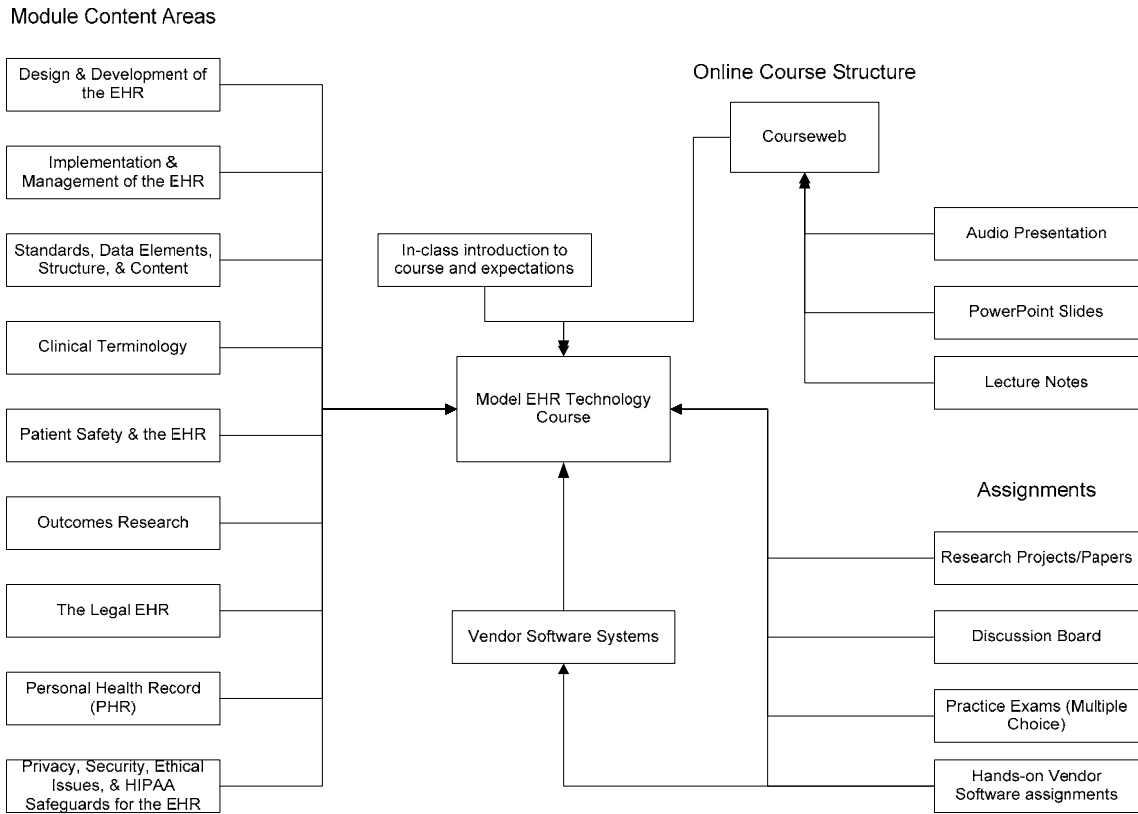 Module Content Areas
Design & Development of
the EHR
Implementation &
Management of the EHR
Standards, Data Elements,
Structure, & Content
Clinical Terminology
Patient Safety & the EHR
Outcomes Research
The Legal EHR
Personal Health Record
(PHR)
Privacy, Security, Ethical
Issues, & HIPAA
Safeguards for the EHR
In-class introduction to
course and expectations
Model EHR Technology
Course
Vendor Software Systems
Online Course Structure
Courseweb
Audio Presentation
PowerPoint Slides
Lecture Notes
Assignments
Research Projects/Papers
Discussion Board
Practice Exams (Multiple
Choice)
Hands-on Vendor
Software assignments